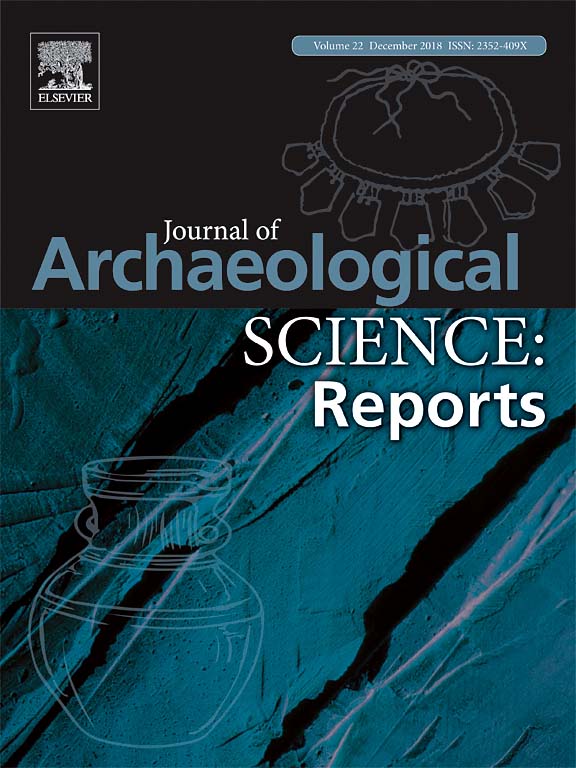 Volume 22 December 2018 ISSN: 2352-409X
ELSEVIER
Journal of
Archaeological
SCIENCE:
Reports